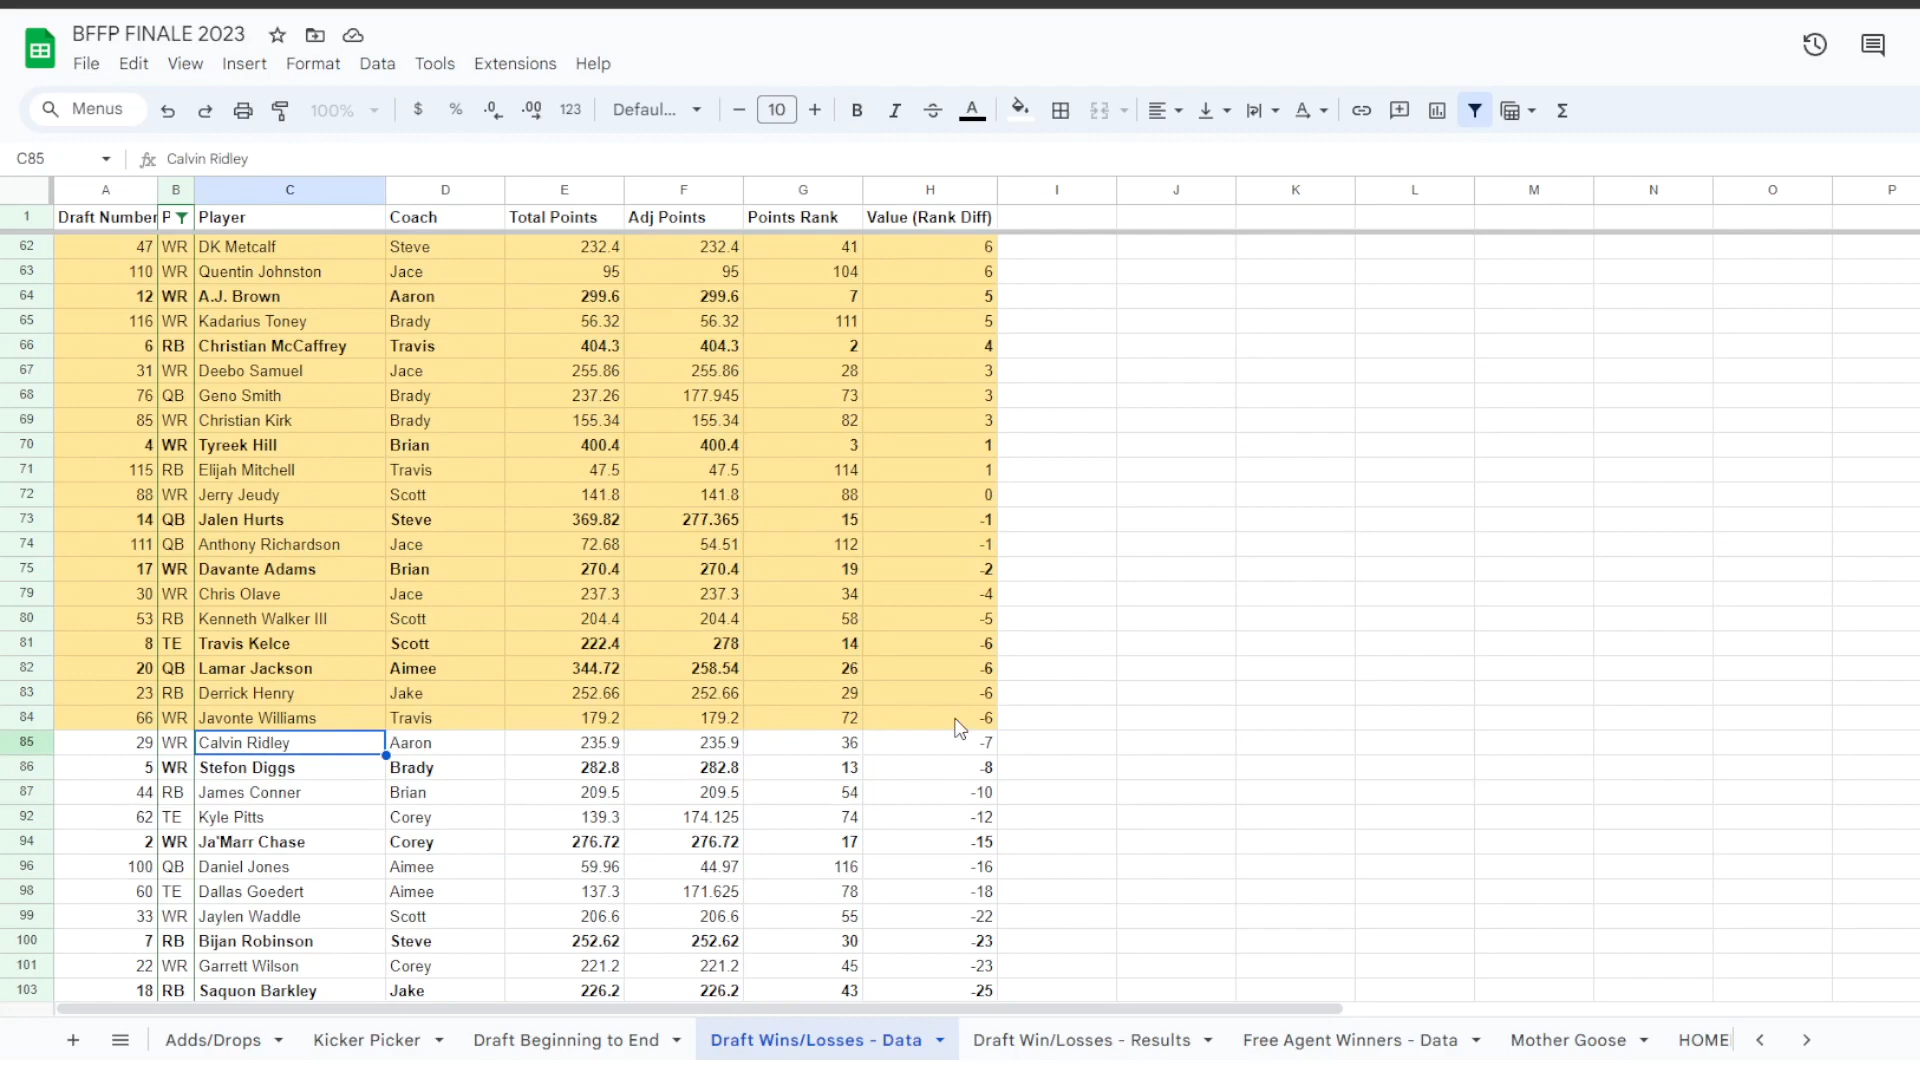 BFFP FINALE 2023
File Edit View Insert Format Data Tools Extensions Help
Menus 100% $ % .0 .00 123 Defaul... 10 B I A
C85 fx Calvin Ridley
A B C D E F G H I J K L M N O P
1 Draft Number P Player Coach Total Points Adj Points Points Rank Value (Rank Diff)
62 47 WR DK Metcalf Steve 232.4 232.4 41 6
63 110 WR Quentin Johnston Jace 95 95 104 6
64 12 WR A.J. Brown Aaron 299.6 299.6 7 5
65 116 WR Kadarius Toney Brady 56.32 56.32 111 5
66 6 RB Christian McCaffrey Travis 404.3 404.3 2 4
67 31 WR Deebo Samuel Jace 255.86 255.86 28 3
68 76 QB Geno Smith Brady 237.26 177.945 73 3
69 85 WR Christian Kirk Brady 155.34 155.34 82 3
70 4 WR Tyreek Hill Brian 400.4 400.4 3 1
71 115 RB Elijah Mitchell Travis 47.5 47.5 114 1
72 88 WR Jerry Jeudy Scott 141.8 141.8 88 0
73 14 QB Jalen Hurts Steve 369.82 277.365 15 -1
74 111 QB Anthony Richardson Jace 72.68 54.51 112 -1
75 17 WR Davante Adams Brian 270.4 270.4 19 -2
79 30 WR Chris Olave Jace 237.3 237.3 34 -4
80 53 RB Kenneth Walker III Scott 204.4 204.4 58 -5
81 8 TE Travis Kelce Scott 222.4 278 14 -6
82 20 QB Lamar Jackson Aimee 344.72 258.54 26 -6
83 23 RB Derrick Henry Jake 252.66 252.66 29 -6
84 66 WR Javonte Williams Travis 179.2 179.2 72 -6
85 29 WR Calvin Ridley Aaron 235.9 235.9 36 -7
86 5 WR Stefon Diggs Brady 282.8 282.8 13 -8
87 44 RB James Conner Brian 209.5 209.5 54 -10
92 62 TE Kyle Pitts Corey 139.3 174.125 74 -12
94 2 WR Ja'Marr Chase Corey 276.72 276.72 17 -15
96 100 QB Daniel Jones Aimee 59.96 44.97 116 -16
98 60 TE Dallas Goedert Aimee 137.3 171.625 78 -18
99 33 WR Jaylen Waddle Scott 206.6 206.6 55 -22
100 7 RB Bijan Robinson Steve 252.62 252.62 30 -23
101 22 WR Garrett Wilson Corey 221.2 221.2 45 -23
103 18 RB Saquon Barkley Jake 226.2 226.2 43 -25
Adds/Drops Kicker Picker Draft Beginning to End Draft Wins/Losses - Data Draft Win/Losses - Results Free Agent Winners - Data Mother Goose HOME